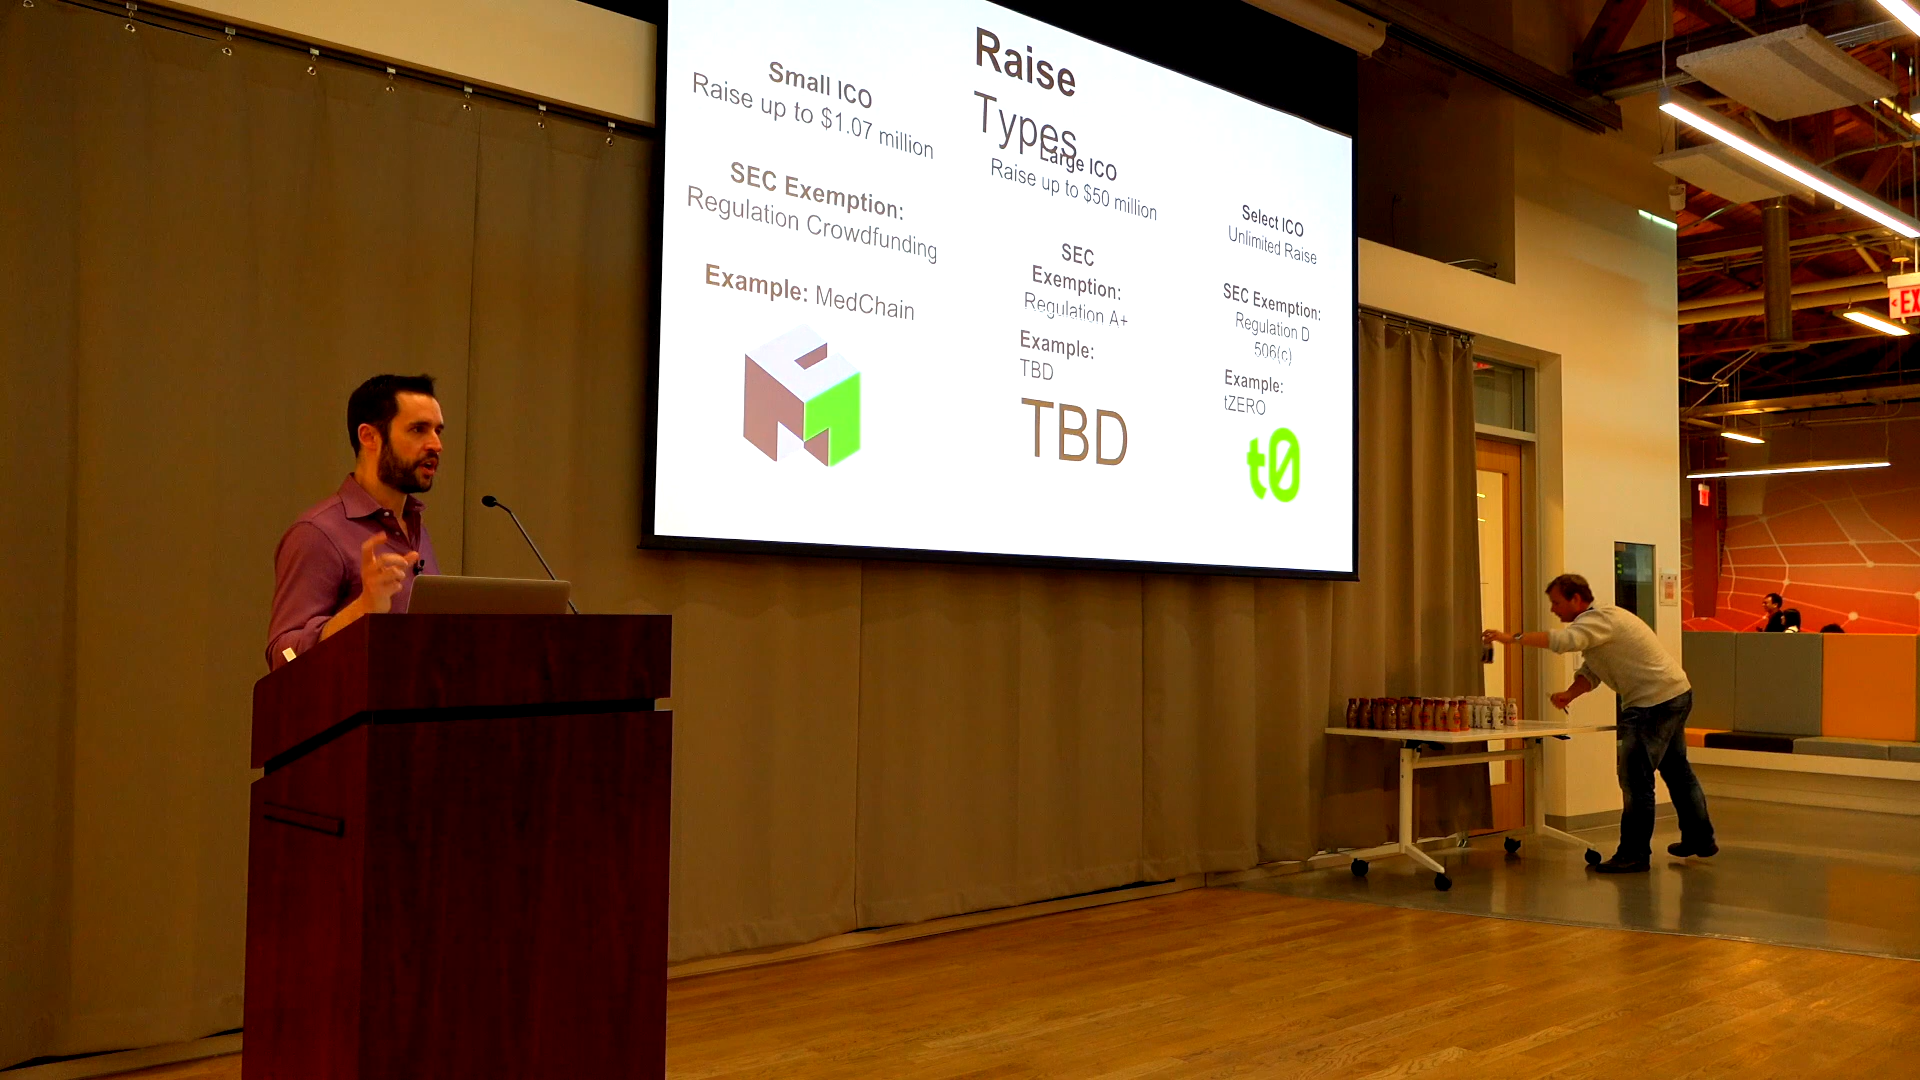 Raise
Types
Small ICO
Raise up to $1.07 million
SEC Exemption:
Regulation Crowdfunding
Example: MedChain
Large ICO
Raise up to $50 million
SEC
Exemption:
Regulation A+
Example:
TBD
TBD
Select ICO
Unlimited Raise
SEC Exemption:
Regulation D
506(c)
Example:
tZERO
t0
EX